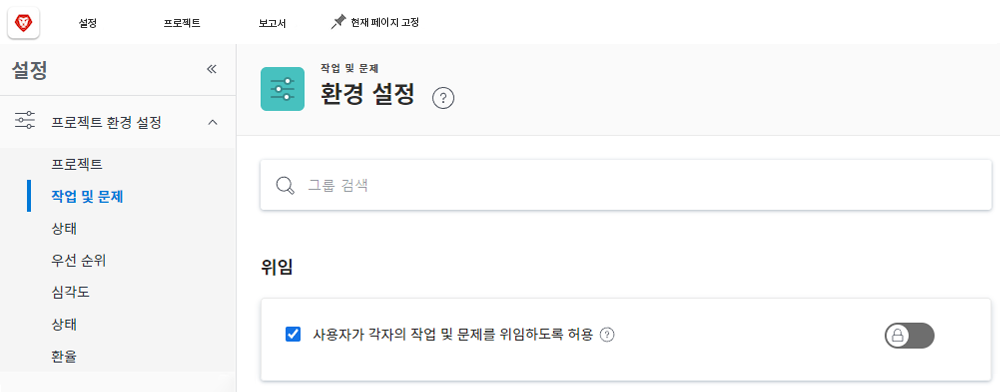 설정
프로젝트
보고서
현재 페이지 고정
설정
프로젝트 환경 설정
프로젝트
작업 및 문제
상태
우선 순위
심각도
상태
환율
작업 및 문제
환경 설정
그룹 검색
위임
사용자가 각자의 작업 및 문제를 위임하도록 허용